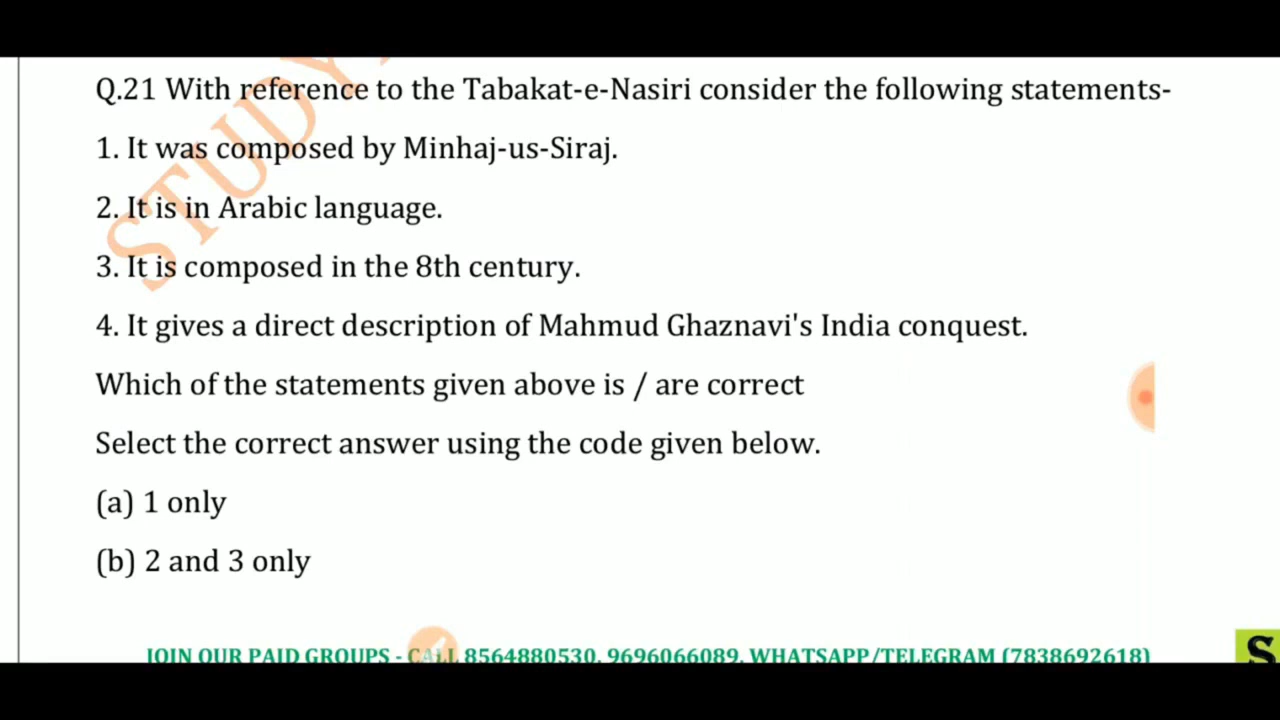 Q.21 With reference to the Tabakat-e-Nasiri consider the following statements-
1. It was composed by Minhaj-us-Siraj.
2. It is in Arabic language.
3. It is composed in the 8th century.
4. It gives a direct description of Mahmud Ghaznavi's India conquest.
Which of the statements given above is / are correct
Select the correct answer using the code given below.
(a) 1 only
(b) 2 and 3 only
JOIN OUR PAID GROUPS - CALL 8564880530, 9696066089, WHATSAPP/TELEGRAM (7838692618)
STUDY
S